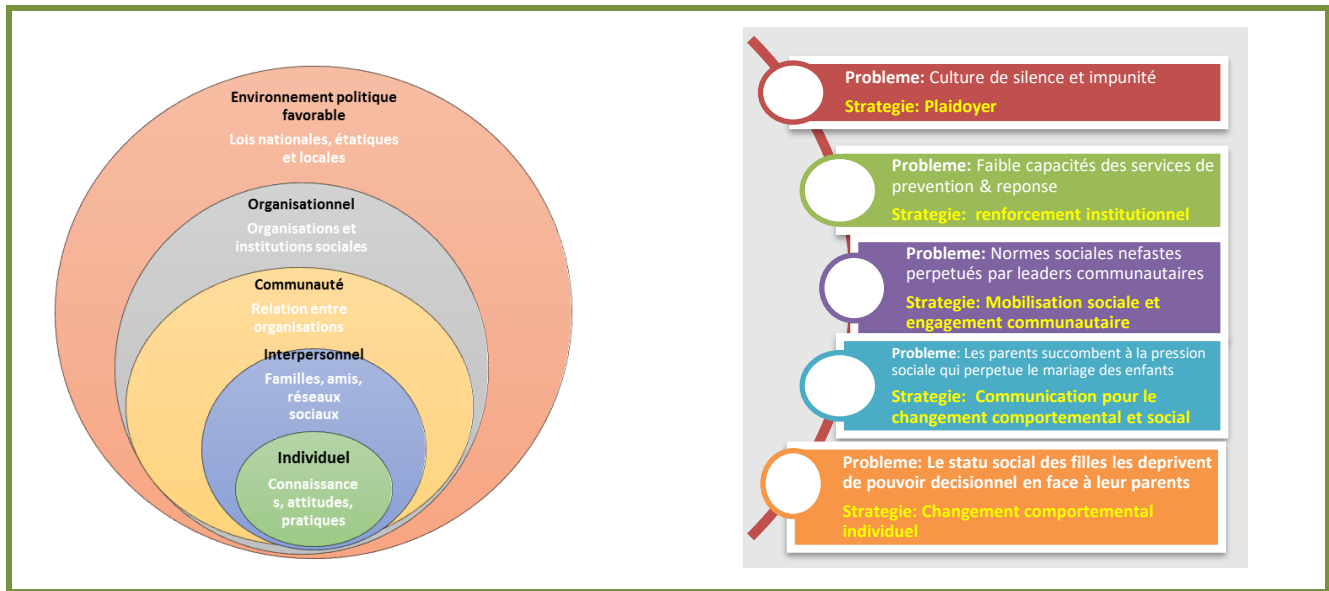 Environnement politique
favorable
Lois nationales, étatiques
et locales
Organisationnel
Organisations et
institutions sociales
Communauté
Relation entre
organisations
Interpersonnel
Familles, amis,
réseaux
sociaux
Individuel
Connaissance
s, attitudes,
pratiques
Probleme: Culture de silence et impunité
Strategie: Plaidoyer
Probleme: Faible capacités des services de
prevention & reponse
Strategie: renforcement institutionnel
Probleme: Normes sociales nefastes
perpetués par leaders communautaires
Strategie: Mobilisation sociale et
engagement communautaire
Probleme: Les parents succombent à la pression
sociale qui perpetue le mariage des enfants
Strategie: Communication pour le
changement comportemental et social
Probleme: Le statu social des filles les deprivent
de pouvoir decisionnel en face à leur parents
Strategie: Changement comportemental
individuel